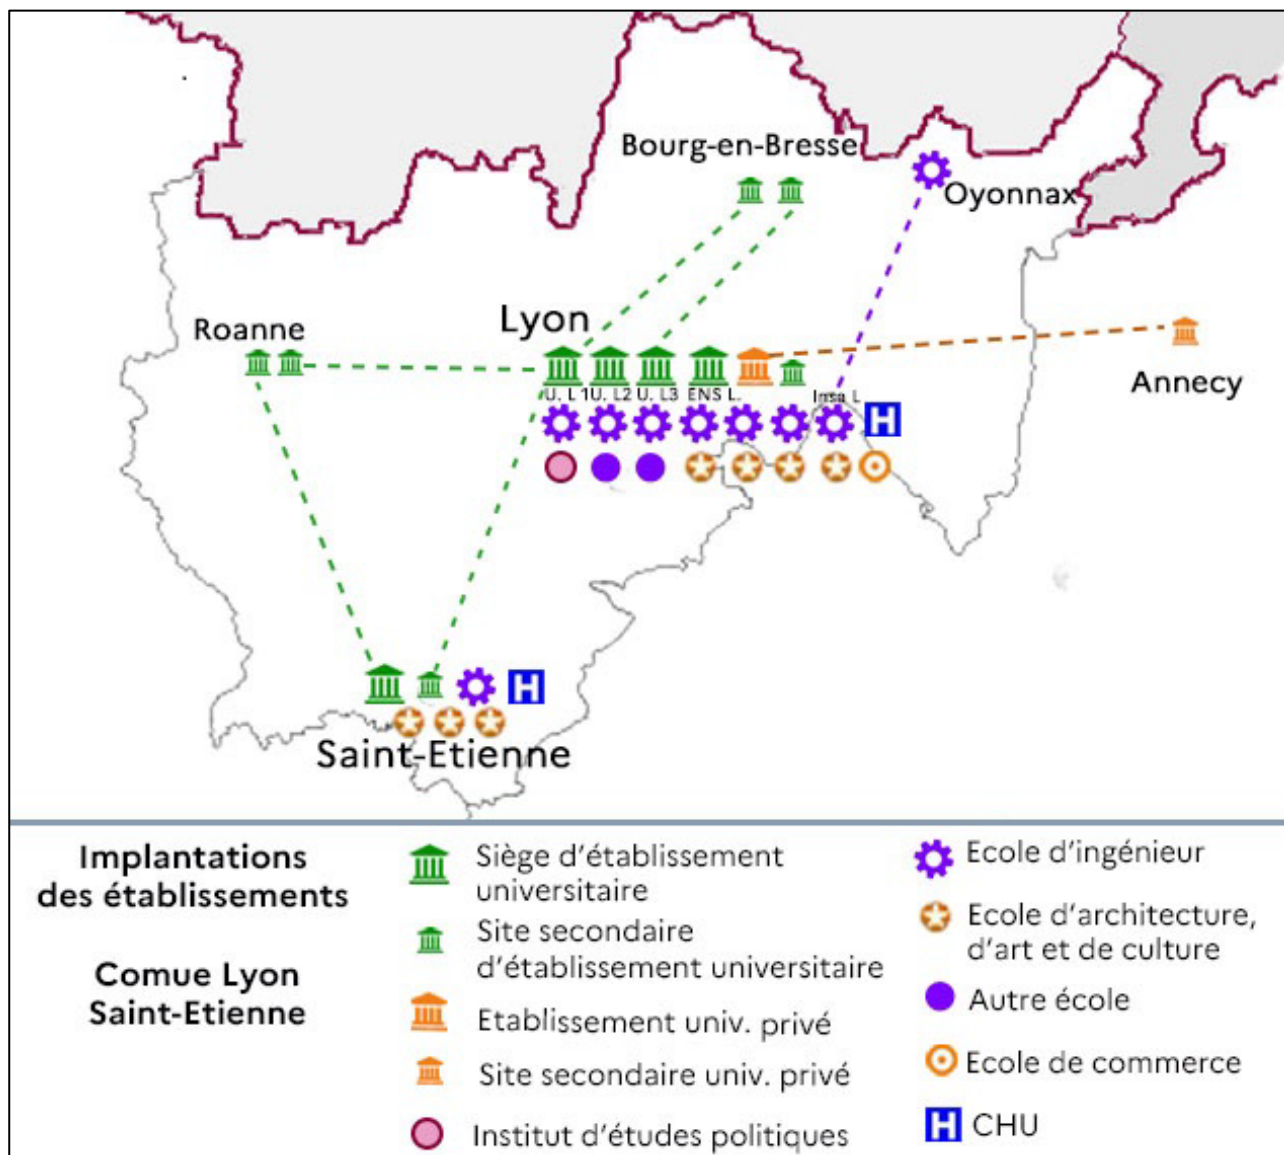 Bourg-en-Bresse
Oyonnax
Lyon
Roanne
Annecy
U. L 1 U. L2 U. L3 ENS L. Insa L
H
H
Saint-Etienne
Implantations
des établissements
Comue Lyon
Saint-Etienne
Siège d'établissement
universitaire
Site secondaire
d'établissement universitaire
Etablissement univ. privé
Site secondaire univ. privé
Institut d'études politiques
Ecole d'ingénieur
Ecole d'architecture,
d'art et de culture
Autre école
Ecole de commerce
H CHU